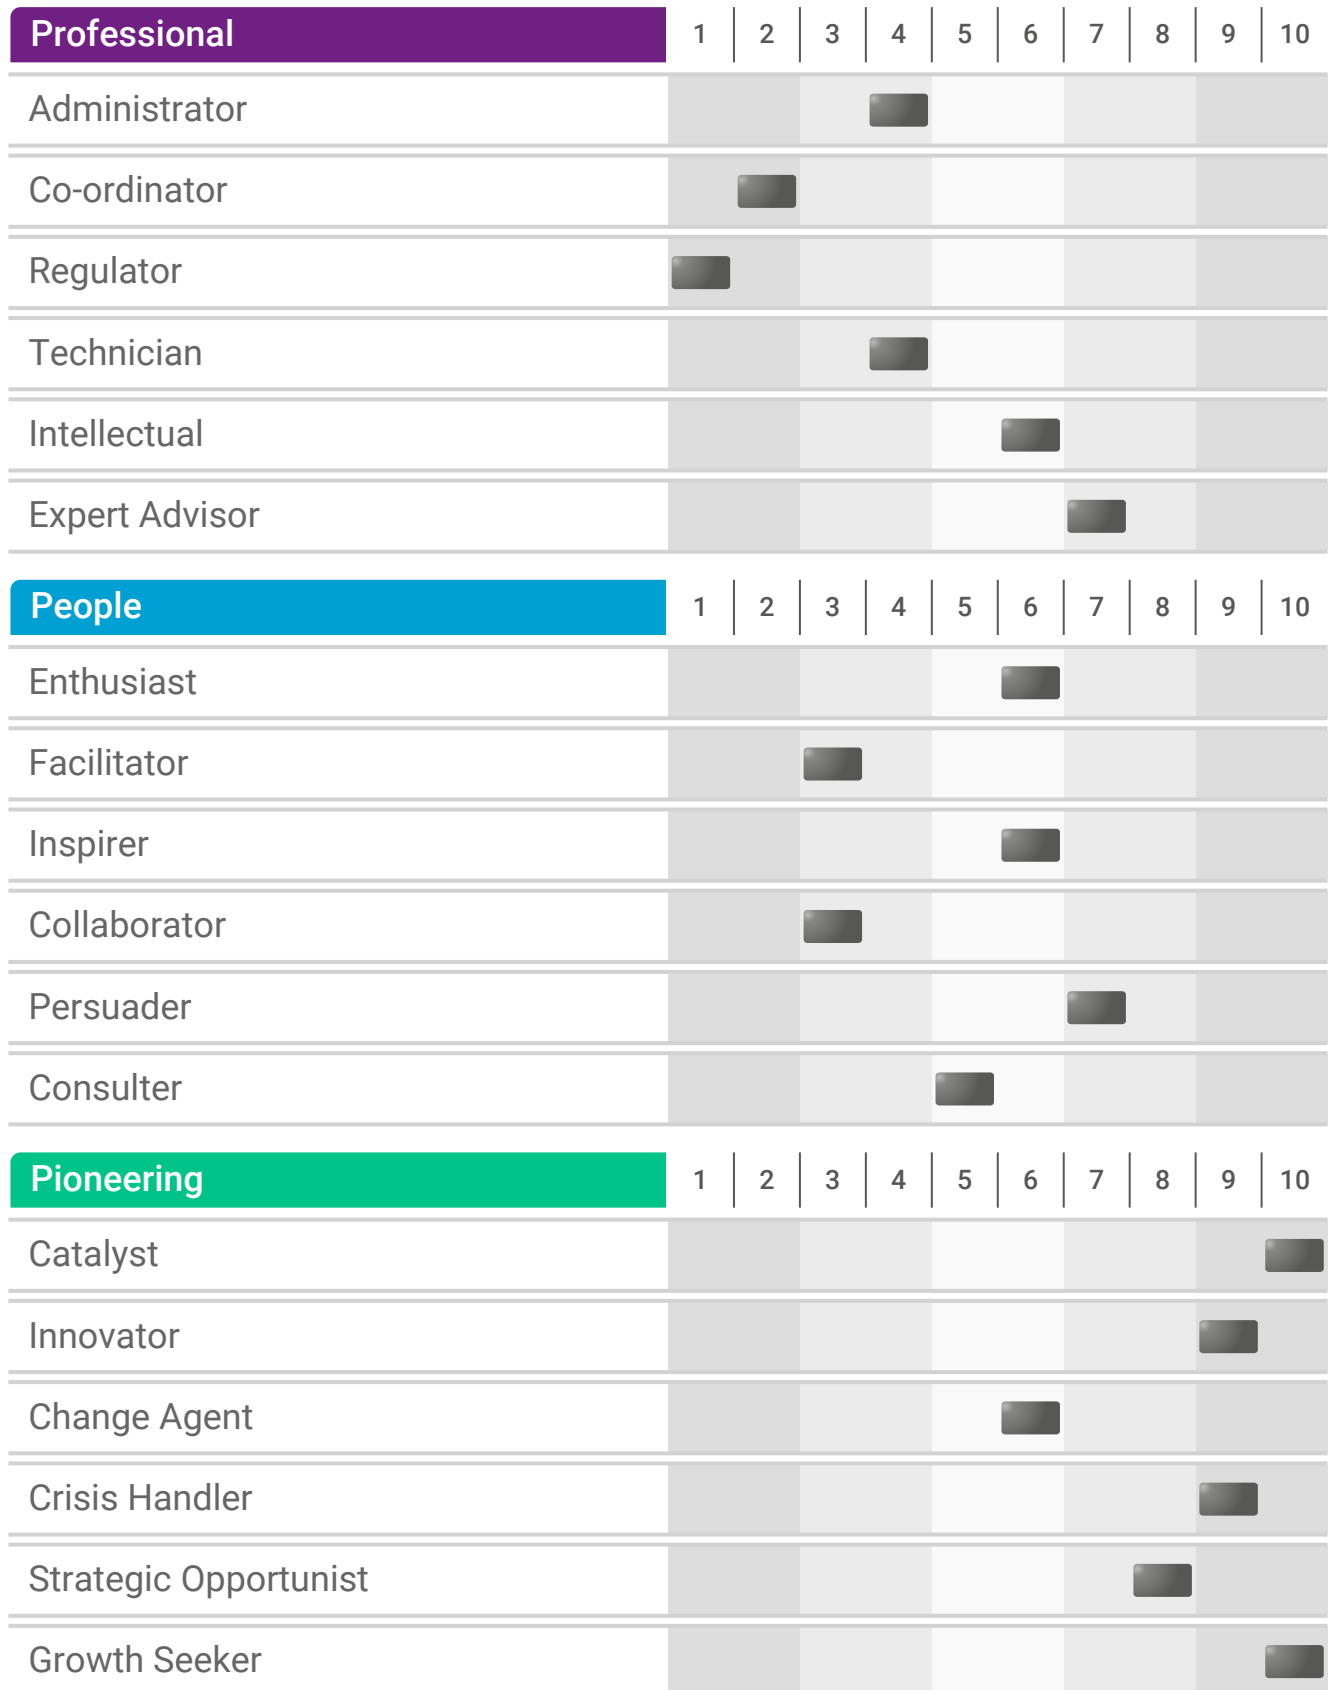 Professional 1 2 3 4 5 6 7 8 9 10
Administrator
Co-ordinator
Regulator
Technician
Intellectual
Expert Advisor
People 1 2 3 4 5 6 7 8 9 10
Enthusiast
Facilitator
Inspirer
Collaborator
Persuader
Consulter
Pioneering 1 2 3 4 5 6 7 8 9 10
Catalyst
Innovator
Change Agent
Crisis Handler
Strategic Opportunist
Growth Seeker